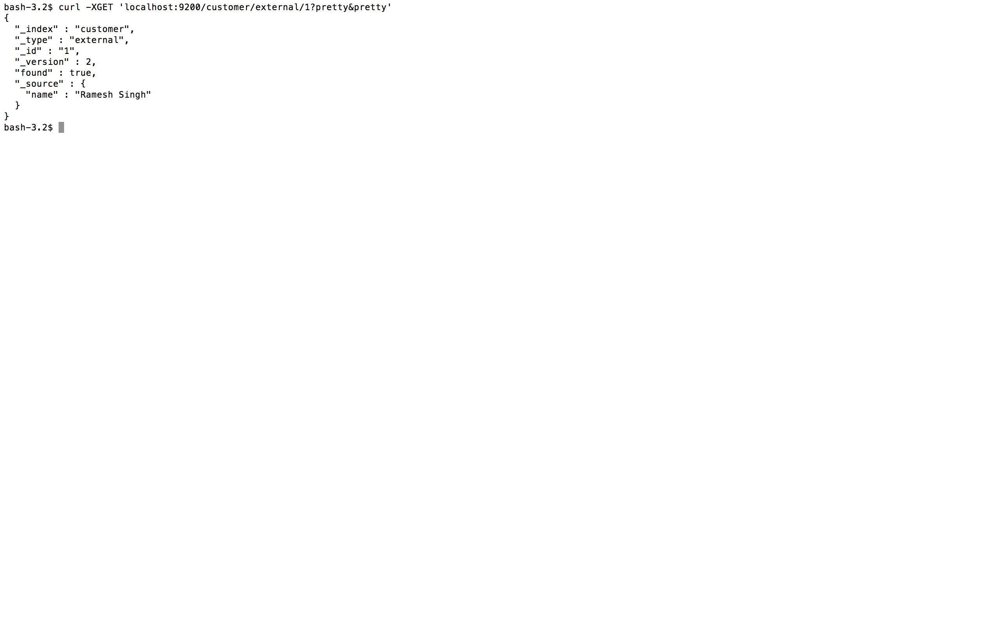 bash-3.2$ curl -XGET 'localhost:9200/customer/external/1?pretty&pretty'
{
  "_index" : "customer",
  "_type" : "external",
  "_id" : "1",
  "_version" : 2,
  "found" : true,
  "_source" : {
    "name" : "Ramesh Singh"
  }
}
bash-3.2$